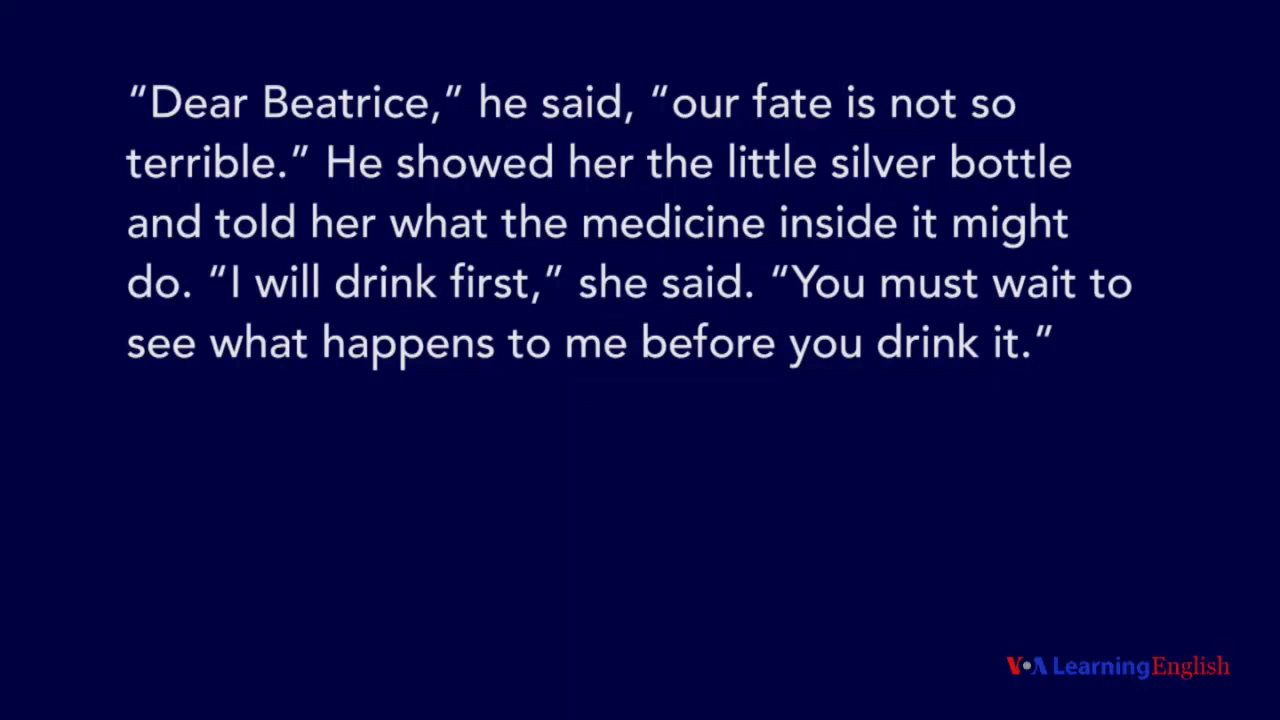 “Dear Beatrice,” he said, “our fate is not so
terrible.” He showed her the little silver bottle
and told her what the medicine inside it might
do. “I will drink first,” she said. “You must wait to
see what happens to me before you drink it.”
VOA Learning English